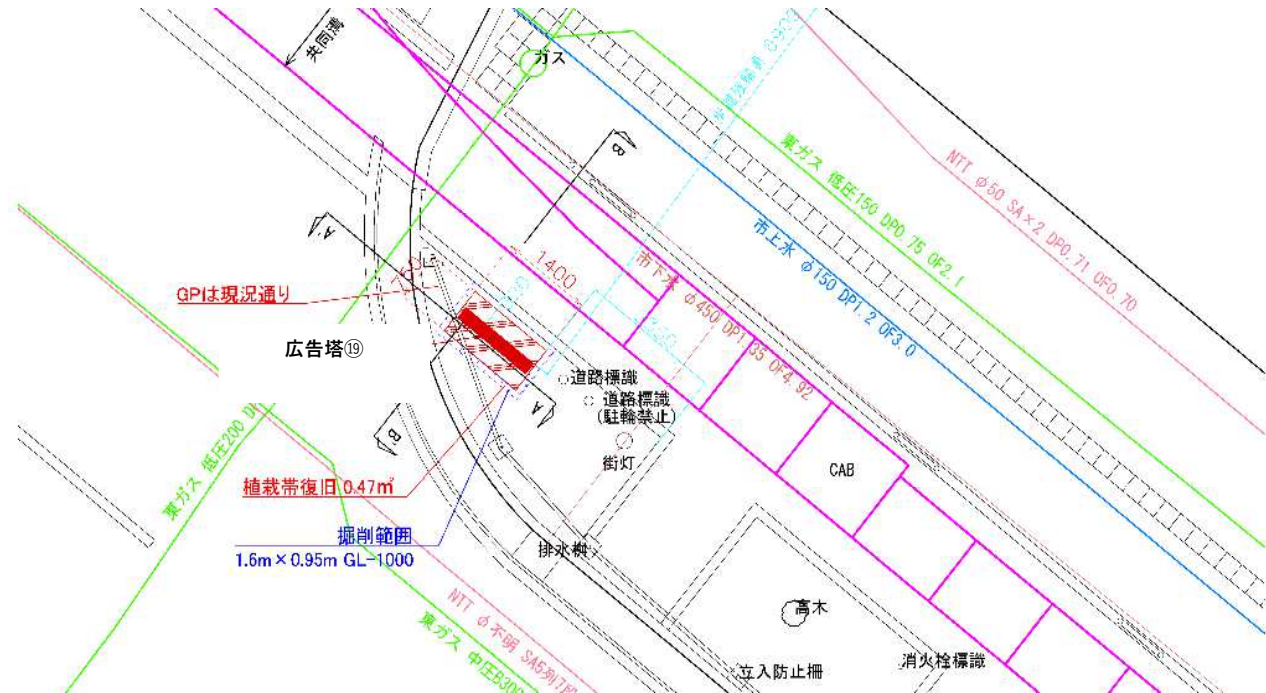 共同溝
ガス
東ガス 低圧150 DP0.75 OF2.1
NTT φ50 SA×2 DP0.71 OF0.70
市上水 φ150 DP1.2 OF3.0
市下水 φ450 DP1.35 OF4.92
B
A
1400
GPは現況通り
広告塔⑲
道路標識
道路標識
(駐輪禁止)
A
B
街灯
CAB
東ガス 低圧200
植栽帯復旧 0.47㎡
掘削範囲
1.6m×0.95m GL-1000
排水桝
NTT φ不明 SA5列7段
東ガス 中圧B300
高木
立入防止柵
消火栓標識